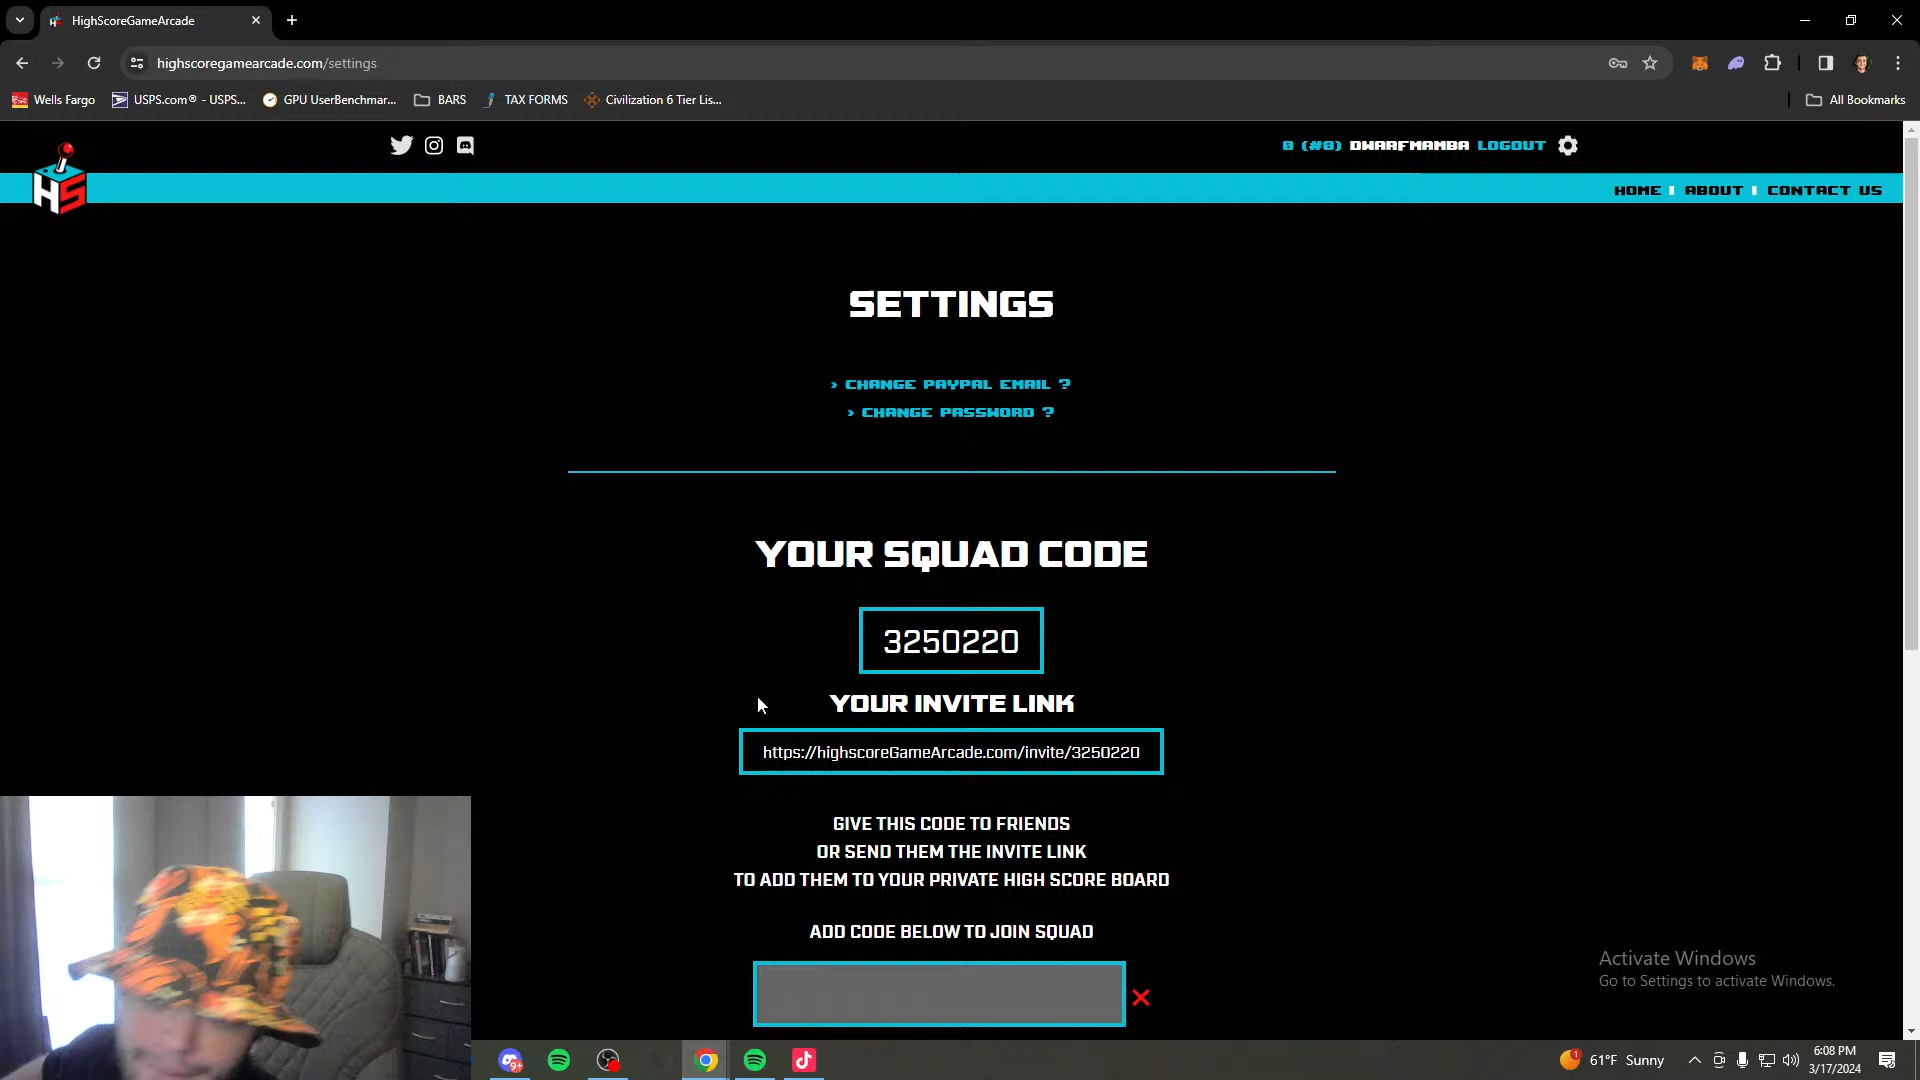 HighScoreGameArcade
highscoregamearcade.com/settings
Wells Fargo
USPS.com® - USPS...
GPU UserBenchmar...
BARS
TAX FORMS
Civilization 6 Tier Lis...
All Bookmarks
HS
0 (#0) DWARFMAMBA LOGOUT
HOME | ABOUT | CONTACT US
SETTINGS
> CHANGE PAYPAL EMAIL ?
> CHANGE PASSWORD ?
YOUR SQUAD CODE
3250220
YOUR INVITE LINK
https://highscoreGameArcade.com/invite/3250220
GIVE THIS CODE TO FRIENDS
OR SEND THEM THE INVITE LINK
TO ADD THEM TO YOUR PRIVATE HIGH SCORE BOARD
ADD CODE BELOW TO JOIN SQUAD
Activate Windows
Go to Settings to activate Windows.
9+
1
61°F Sunny
6:08 PM
3/17/2024